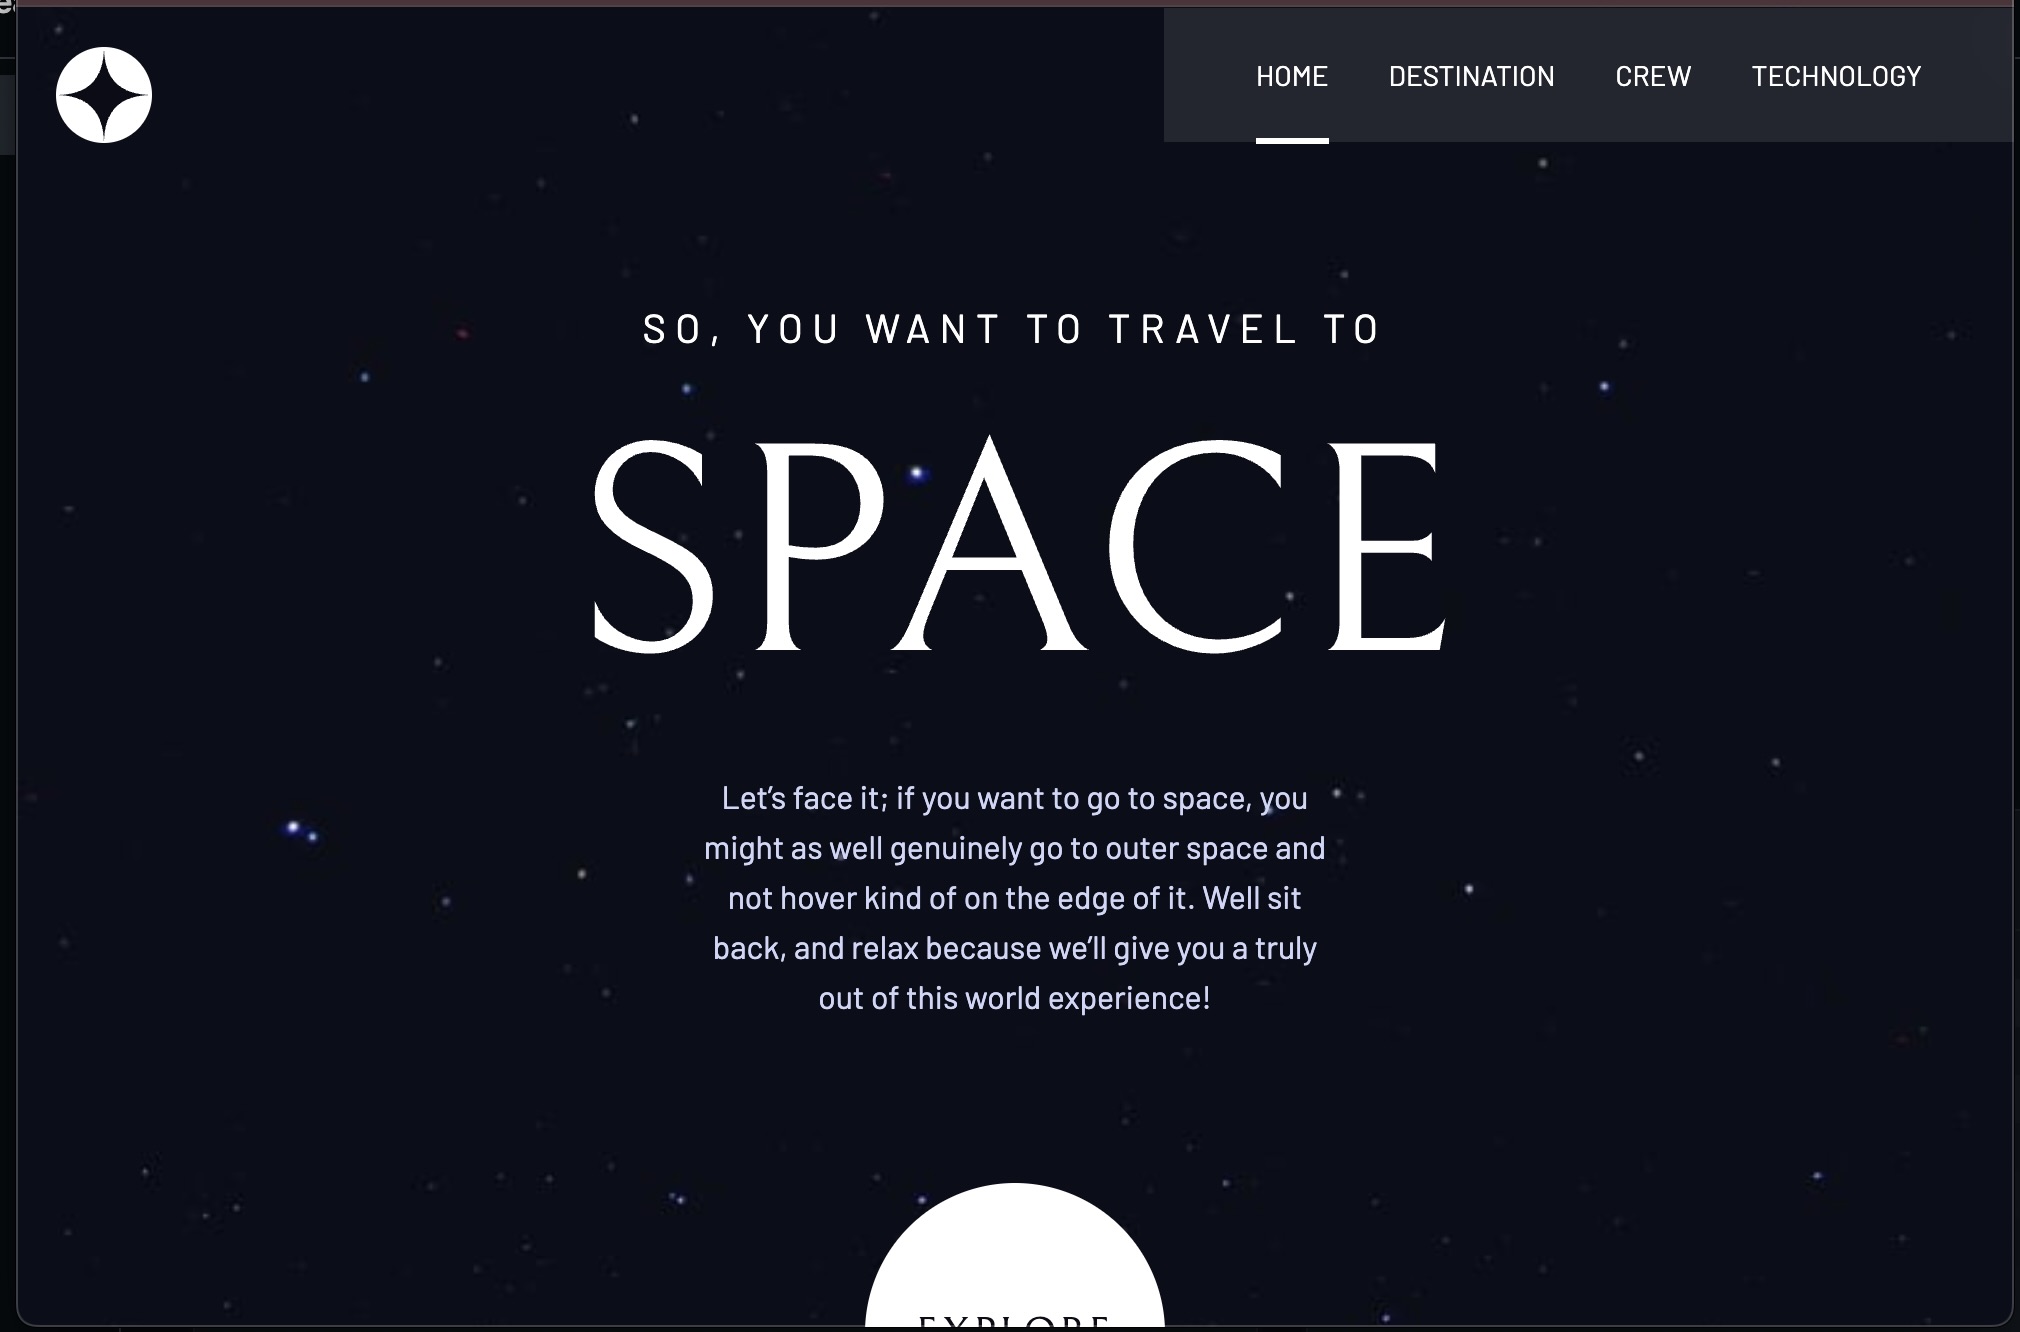 HOME DESTINATION CREW TECHNOLOGY
SO, YOU WANT TO TRAVEL TO
SPACE
Let’s face it; if you want to go to space, you
might as well genuinely go to outer space and
not hover kind of on the edge of it. Well sit
back, and relax because we’ll give you a truly
out of this world experience!
EXPLORE